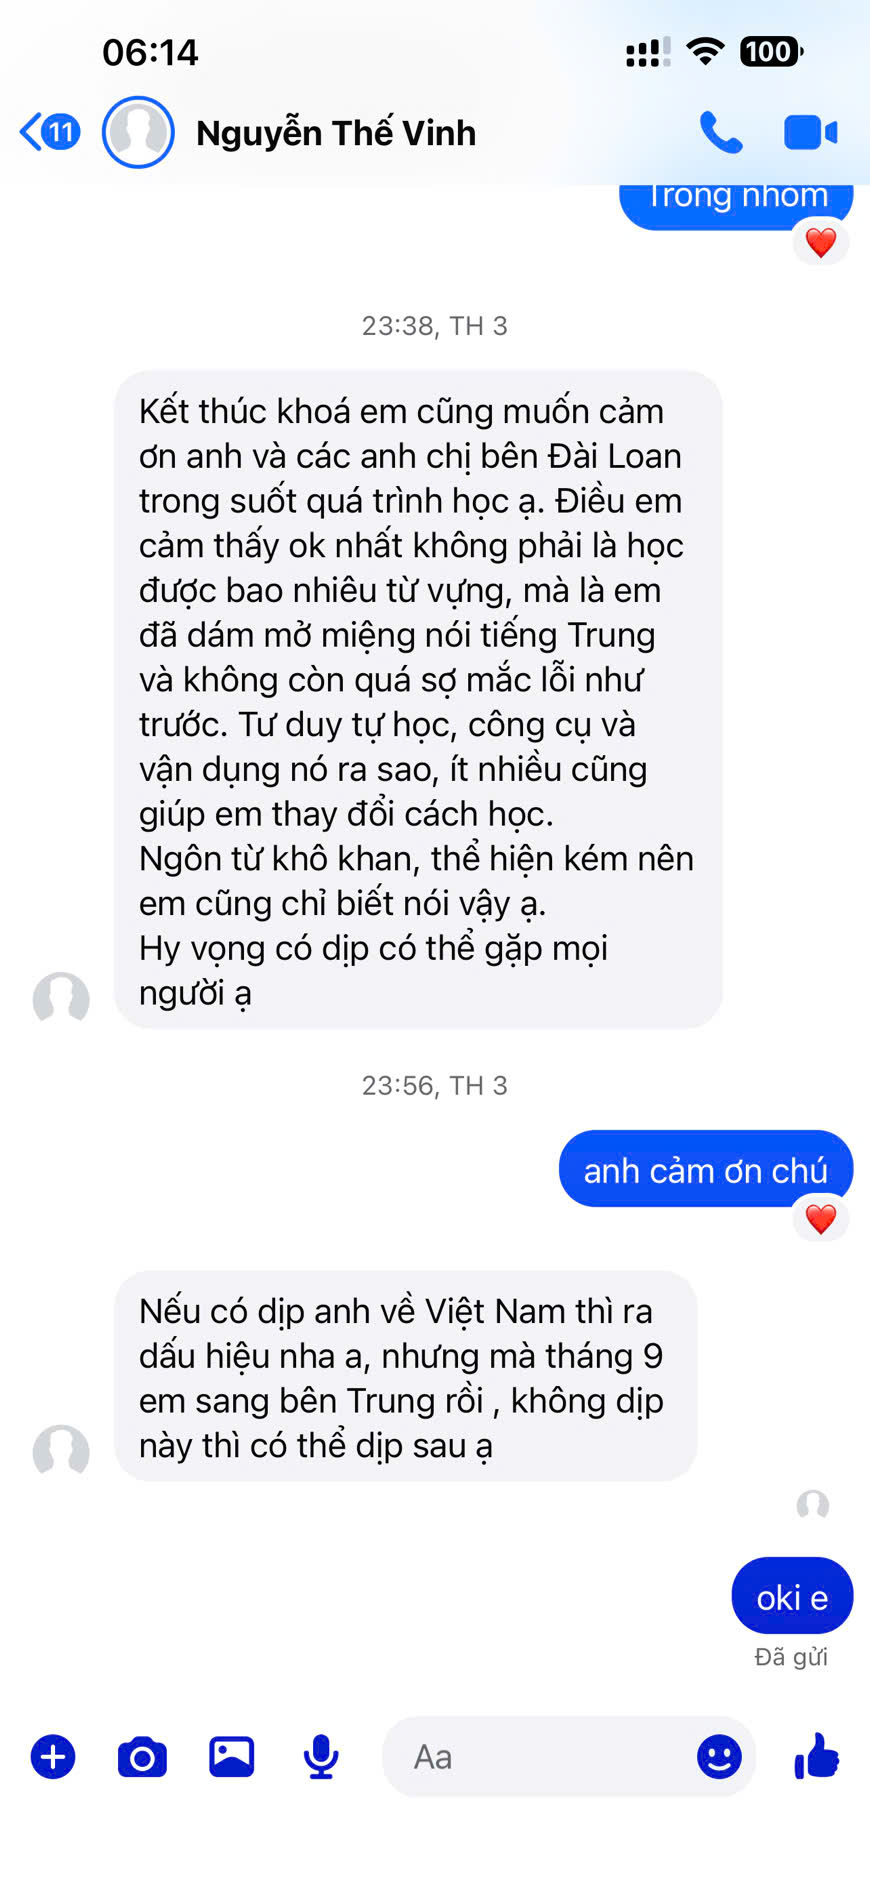 06:14
100
11
Nguyễn Thế Vinh
Trong nhóm
23:38, TH 3
Kết thúc khoá em cũng muốn cảm
ơn anh và các anh chị bên Đài Loan
trong suốt quá trình học ạ. Điều em
cảm thấy ok nhất không phải là học
được bao nhiêu từ vựng, mà là em
đã dám mở miệng nói tiếng Trung
và không còn quá sợ mắc lỗi như
trước. Tư duy tự học, công cụ và
vận dụng nó ra sao, ít nhiều cũng
giúp em thay đổi cách học.
Ngôn từ khô khan, thể hiện kém nên
em cũng chỉ biết nói vậy ạ.
Hy vọng có dịp có thể gặp mọi
người ạ
23:56, TH 3
anh cảm ơn chú
Nếu có dịp anh về Việt Nam thì ra
dấu hiệu nha a, nhưng mà tháng 9
em sang bên Trung rồi , không dịp
này thì có thể dịp sau ạ
oki e
Đã gửi
Aa